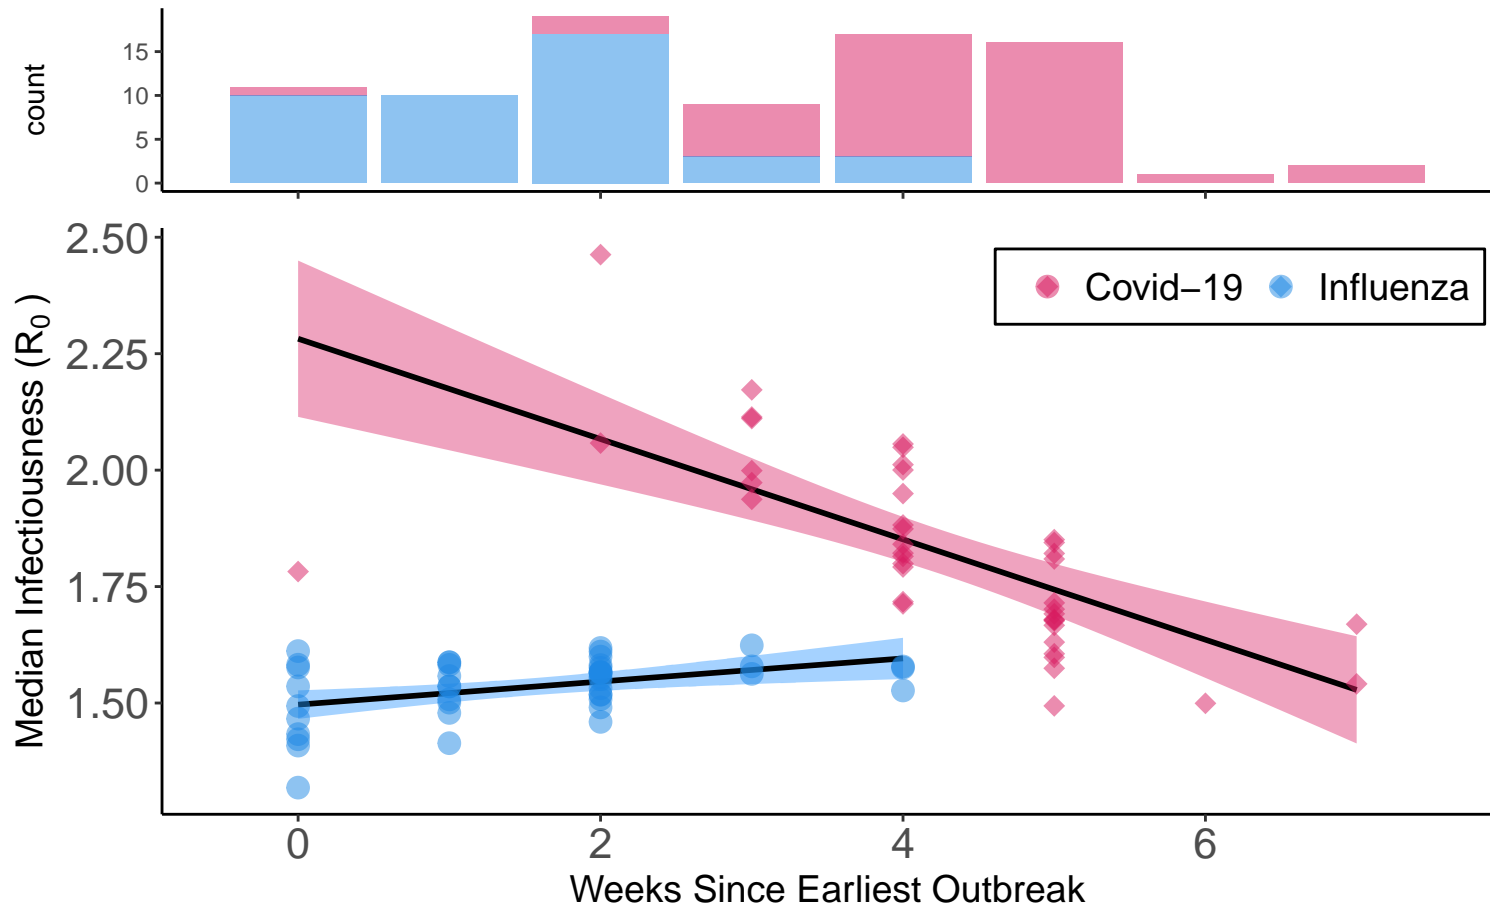 count
15
10
5
0
Median Infectiousness (R₀ )
2.50
2.25
2.00
1.75
1.50
Covid−19
Influenza
0 2 4 6
Weeks Since Earliest Outbreak